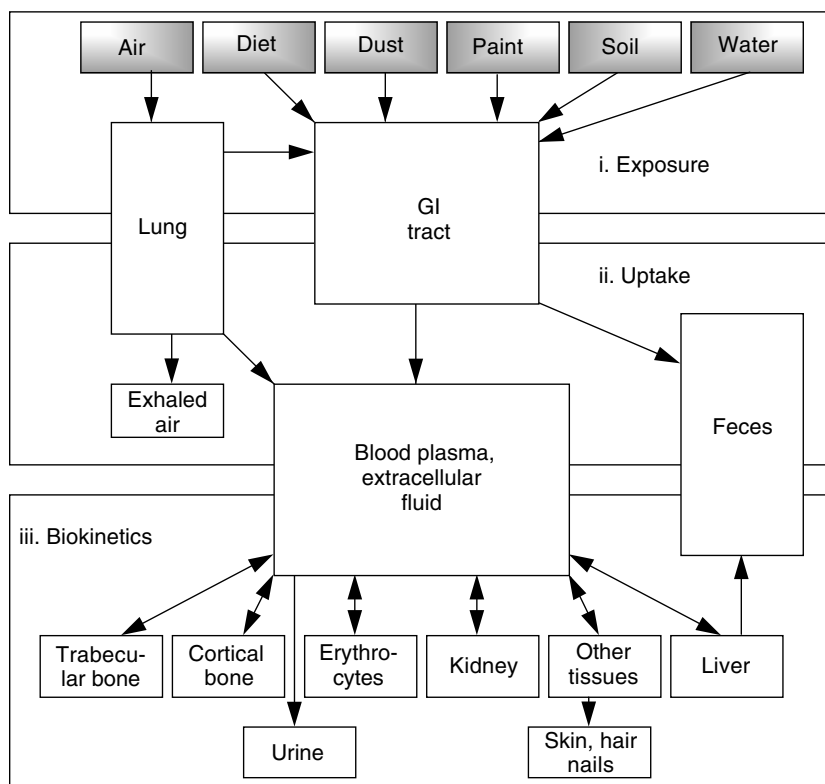 Air
Diet
Dust
Paint
Soil
Water
i. Exposure
Lung
GI
tract
ii. Uptake
Exhaled
air
Blood plasma,
extracellular
fluid
Feces
iii. Biokinetics
Trabecu-
lar bone
Cortical
bone
Erythro-
cytes
Kidney
Other
tissues
Liver
Urine
Skin, hair
nails